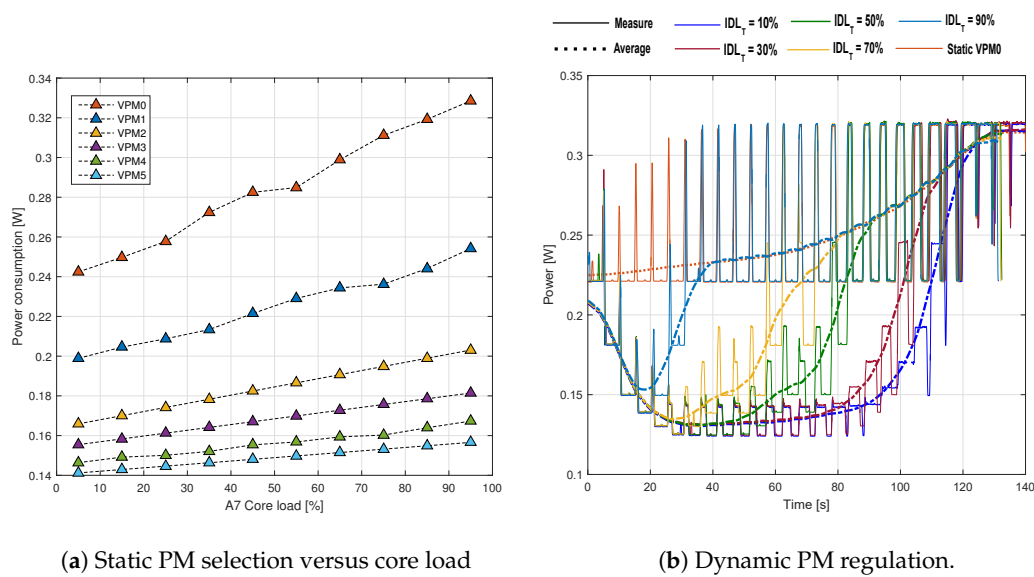 Measure IDL_T = 10% IDL_T = 50% IDL_T = 90%
Average IDL_T = 30% IDL_T = 70% Static VPM0
0.34
0.32
0.3
0.28
0.26
0.24
0.22
0.2
0.18
0.16
0.14
Power consumption [W]
VPM0
VPM1
VPM2
VPM3
VPM4
VPM5
0 10 20 30 40 50 60 70 80 90 100
A7 Core load [%]
0.35
0.3
0.25
0.2
0.15
0.1
Power [W]
0 20 40 60 80 100 120 140
Time [s]
(a) Static PM selection versus core load
(b) Dynamic PM regulation.